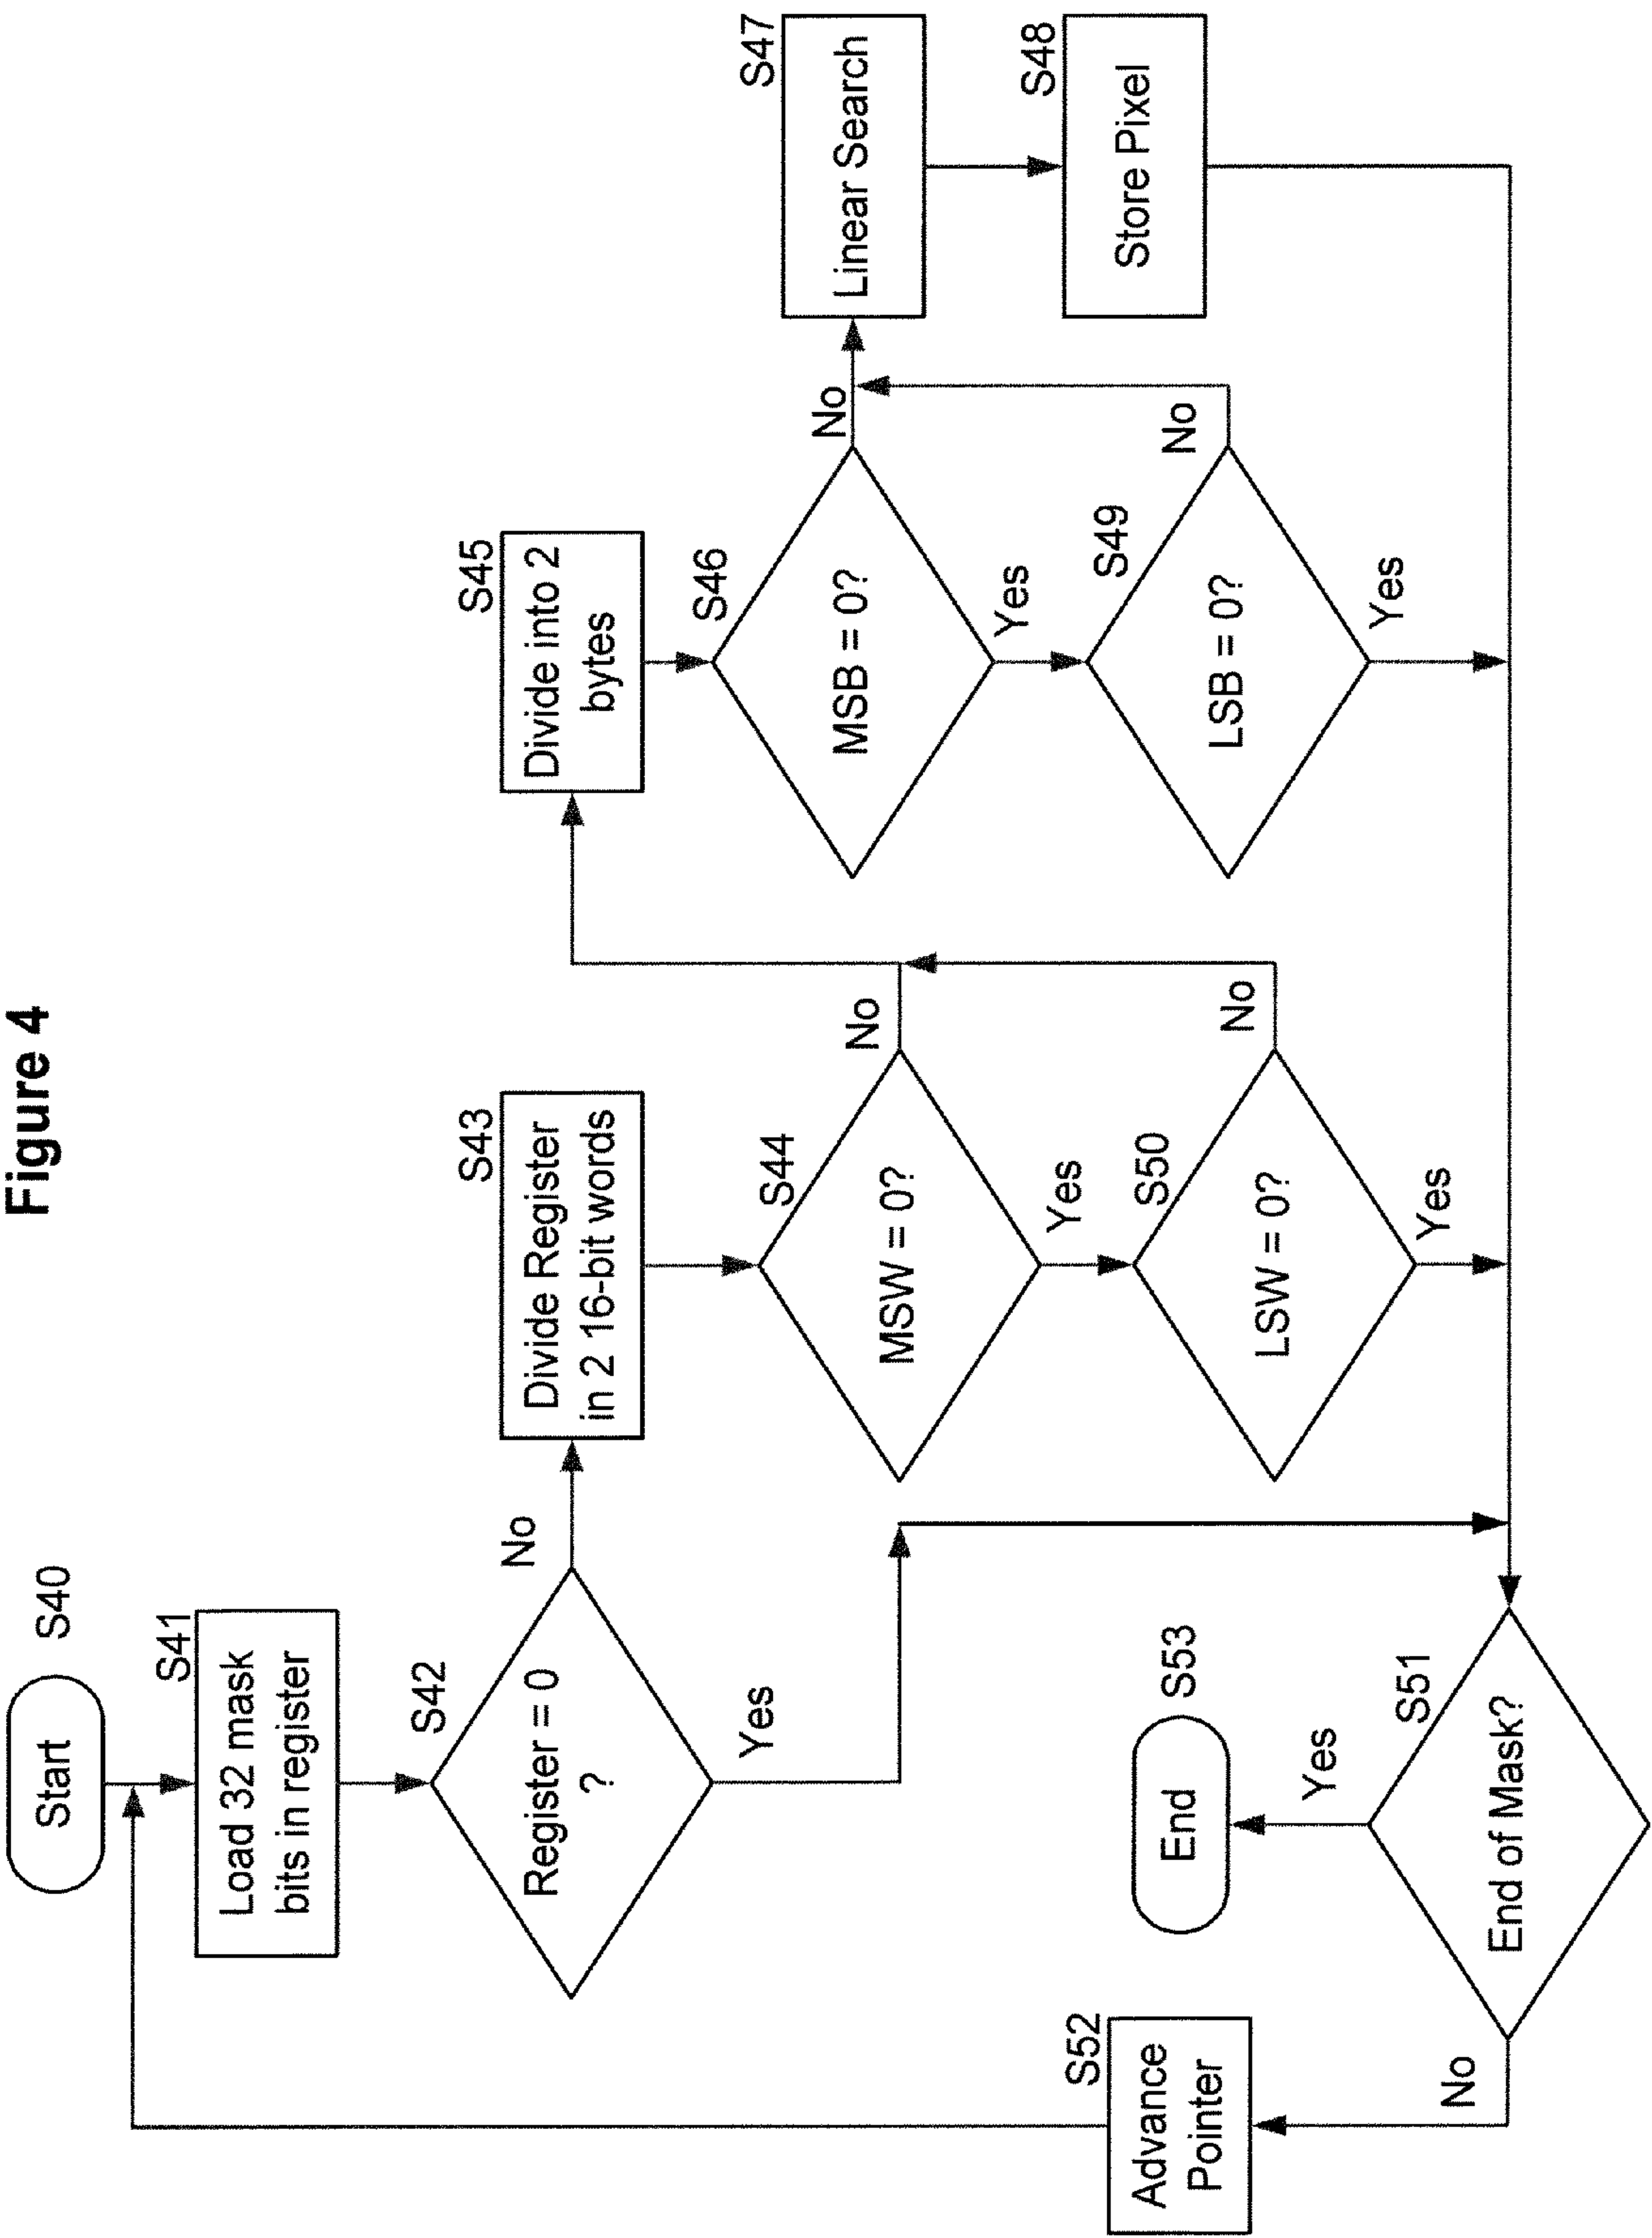 Figure 4
Start
S40
S41
Load 32 mask
bits in register
S42
Register = 0
?
No
Yes
S43
Divide Register
in 2 16-bit words
S44
MSW = 0?
No
Yes
S50
LSW = 0?
No
Yes
S45
Divide into 2
bytes
S46
MSB = 0?
No
Yes
S49
LSB = 0?
No
Yes
S47
Linear Search
S48
Store Pixel
S51
End of Mask?
Yes
No
S53
End
S52
Advance
Pointer